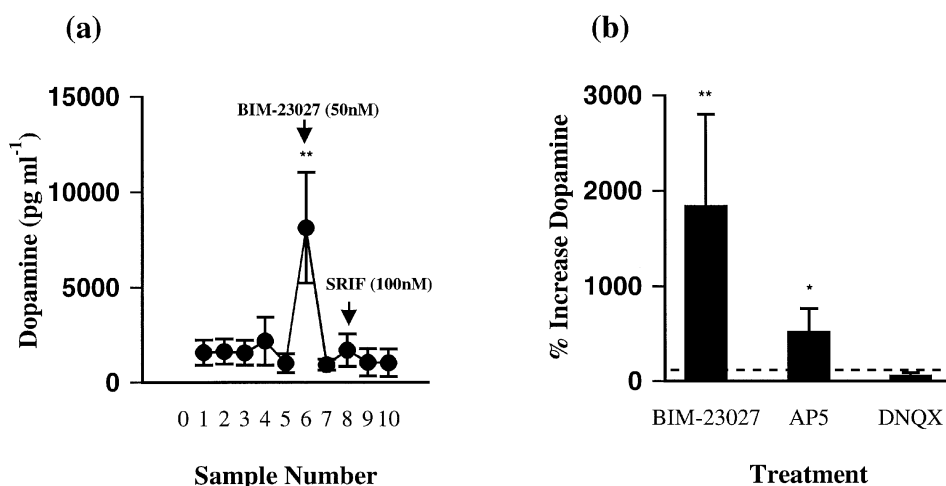 (a)
15000
10000
5000
0
Dopamine (pg ml-1)
BIM-23027 (50nM)
**
SRIF (100nM)
0 1 2 3 4 5 6 7 8 9 10
Sample Number
(b)
3000
2000
1000
0
% Increase Dopamine
**
*
BIM-23027 AP5 DNQX
Treatment